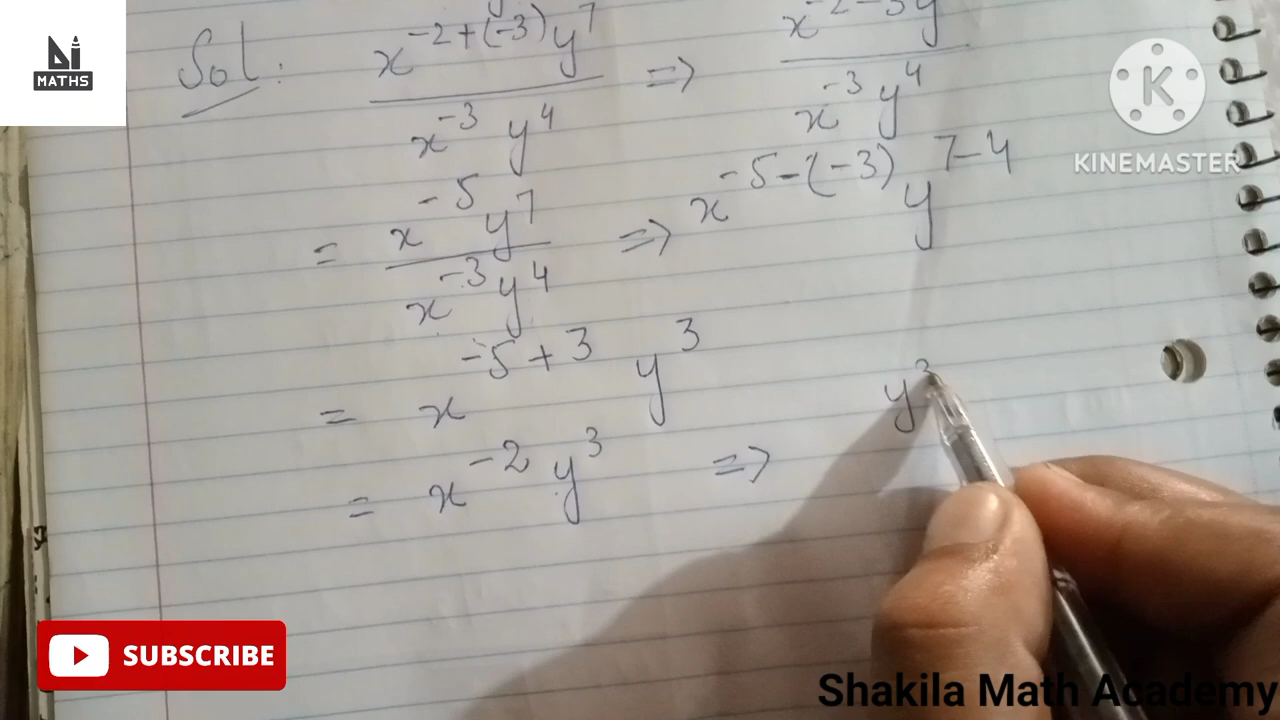 MATHS
Sol: x^{-2+(-3)} y^7 / x^{-3} y^4 => x^{-2-3} y / x^{-3} y^4
= x^{-5} y^7 / x^{-3} y^4 => x^{-5-(-3)} y^{7-4}
= x^{-5+3} y^3
= x^{-2} y^3 => y^3
K
KINEMASTER
SUBSCRIBE
Shakila Math Academy